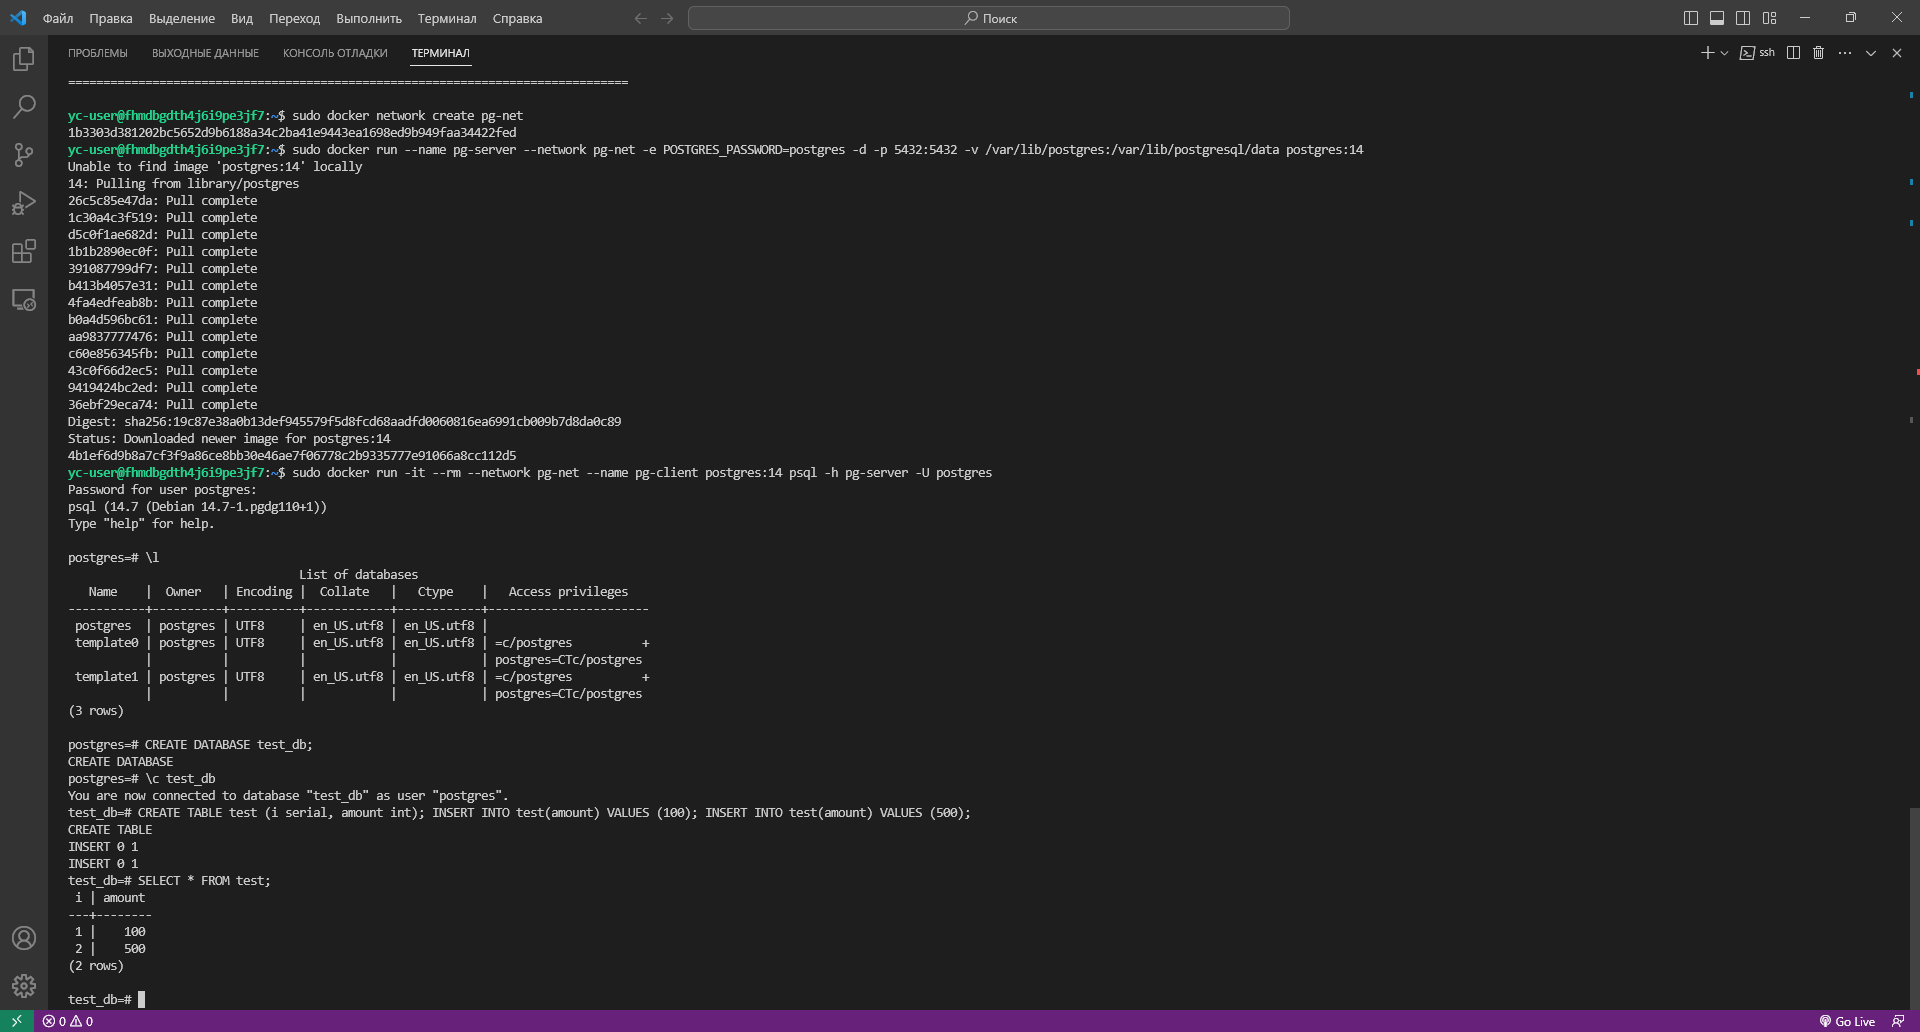 Файл Правка Выделение Вид Переход Выполнить Терминал Справка Поиск
ПРОБЛЕМЫ ВЫХОДНЫЕ ДАННЫЕ КОНСОЛЬ ОТЛАДКИ ТЕРМИНАЛ ssh
================================================================================
yc-user@fhmdbgdth4j6i9pe3jf7:~$ sudo docker network create pg-net
1b3303d381202bc5652d9b6188a34c2ba41e9443ea1698ed9b949faa34422fed
yc-user@fhmdbgdth4j6i9pe3jf7:~$ sudo docker run --name pg-server --network pg-net -e POSTGRES_PASSWORD=postgres -d -p 5432:5432 -v /var/lib/postgres:/var/lib/postgresql/data postgres:14
Unable to find image 'postgres:14' locally
14: Pulling from library/postgres
26c5c85e47da: Pull complete
1c30a4c3f519: Pull complete
d5c0f1ae682d: Pull complete
1b1b2890ec0f: Pull complete
391087799df7: Pull complete
b413b4057e31: Pull complete
4fa4edfeab8b: Pull complete
b0a4d596bc61: Pull complete
aa9837777476: Pull complete
c60e856345fb: Pull complete
43c0f66d2ec5: Pull complete
9419424bc2ed: Pull complete
36ebf29eca74: Pull complete
Digest: sha256:19c87e38a0b13def945579f5d8fcd68aadfd0060816ea6991cb009b7d8da0c89
Status: Downloaded newer image for postgres:14
4b1ef6d9b8a7cf3f9a86ce8bb30e46ae7f06778c2b9335777e91066a8cc112d5
yc-user@fhmdbgdth4j6i9pe3jf7:~$ sudo docker run -it --rm --network pg-net --name pg-client postgres:14 psql -h pg-server -U postgres
Password for user postgres:
psql (14.7 (Debian 14.7-1.pgdg110+1))
Type "help" for help.
postgres=# \l
                                 List of databases
   Name    |  Owner   | Encoding |  Collate   |   Ctype    |   Access privileges
-----------+----------+----------+------------+------------+-----------------------
 postgres  | postgres | UTF8     | en_US.utf8 | en_US.utf8 |
 template0 | postgres | UTF8     | en_US.utf8 | en_US.utf8 | =c/postgres          +
           |          |          |            |            | postgres=CTc/postgres
 template1 | postgres | UTF8     | en_US.utf8 | en_US.utf8 | =c/postgres          +
           |          |          |            |            | postgres=CTc/postgres
(3 rows)
postgres=# CREATE DATABASE test_db;
CREATE DATABASE
postgres=# \c test_db
You are now connected to database "test_db" as user "postgres".
test_db=# CREATE TABLE test (i serial, amount int); INSERT INTO test(amount) VALUES (100); INSERT INTO test(amount) VALUES (500);
CREATE TABLE
INSERT 0 1
INSERT 0 1
test_db=# SELECT * FROM test;
 i | amount
---+--------
 1 |    100
 2 |    500
(2 rows)
test_db=#
0 0 Go Live